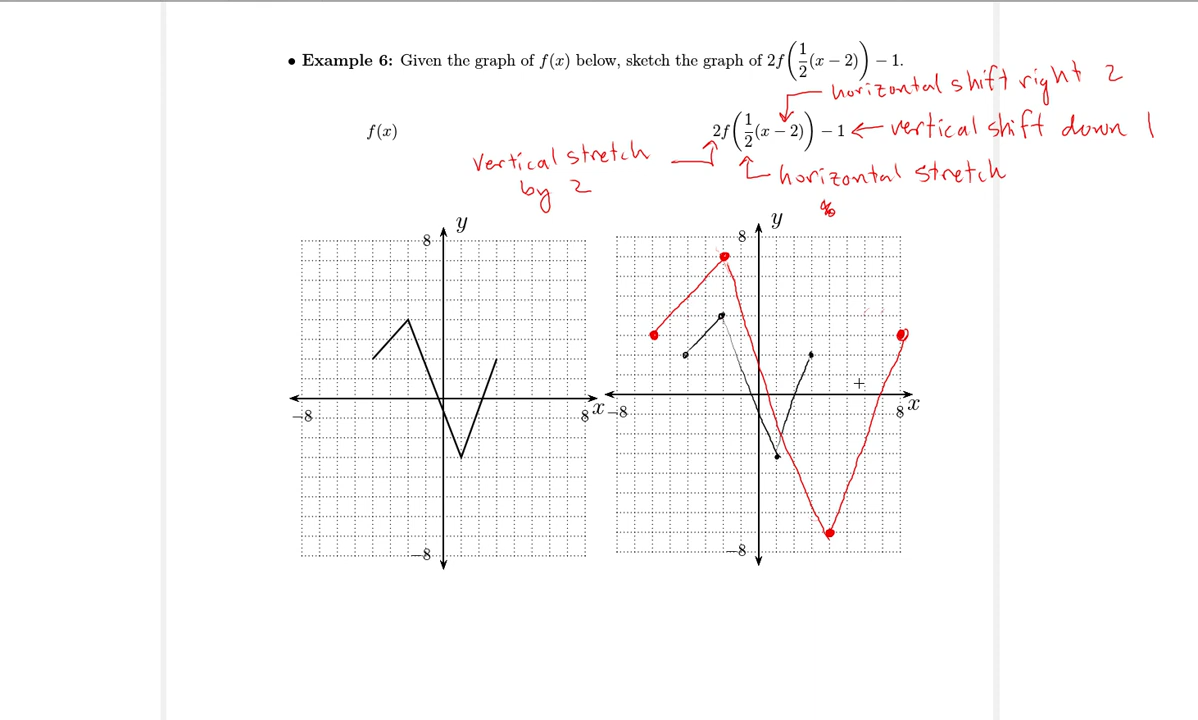 • Example 6: Given the graph of f(x) below, sketch the graph of 2f(1/2(x − 2)) − 1.
horizontal shift right 2
f(x)
2f(1/2(x − 2)) − 1 ← vertical shift down 1
vertical stretch
by 2
horizontal stretch
y
8
−8
8
x
−8
y
8
−8
8
x
−8